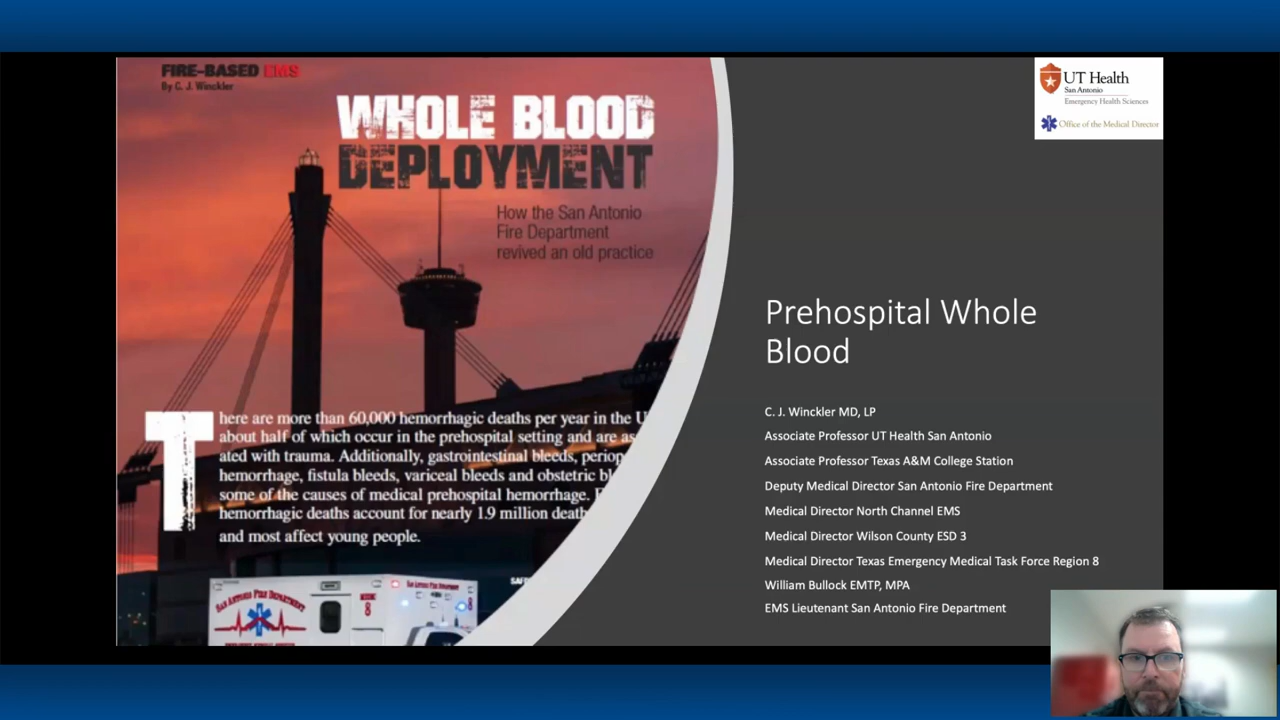 FIRE-BASED EMS
By C. J. Winckler
WHOLE BLOOD
DEPLOYMENT
How the San Antonio
Fire Department
revived an old practice
There are more than 60,000 hemorrhagic deaths per year in the U
about half of which occur in the prehospital setting and are as
ated with trauma. Additionally, gastrointestinal bleeds, periop
hemorrhage, fistula bleeds, variceal bleeds and obstetric bl
some of the causes of medical prehospital hemorrhage.
hemorrhagic deaths account for nearly 1.9 million death
and most affect young people.
SAN ANTONIO FIRE DEPARTMENT
8
UT Health
San Antonio
Emergency Health Sciences
Office of the Medical Director
Prehospital Whole
Blood
C. J. Winckler MD, LP
Associate Professor UT Health San Antonio
Associate Professor Texas A&M College Station
Deputy Medical Director San Antonio Fire Department
Medical Director North Channel EMS
Medical Director Wilson County ESD 3
Medical Director Texas Emergency Medical Task Force Region 8
William Bullock EMTP, MPA
EMS Lieutenant San Antonio Fire Department